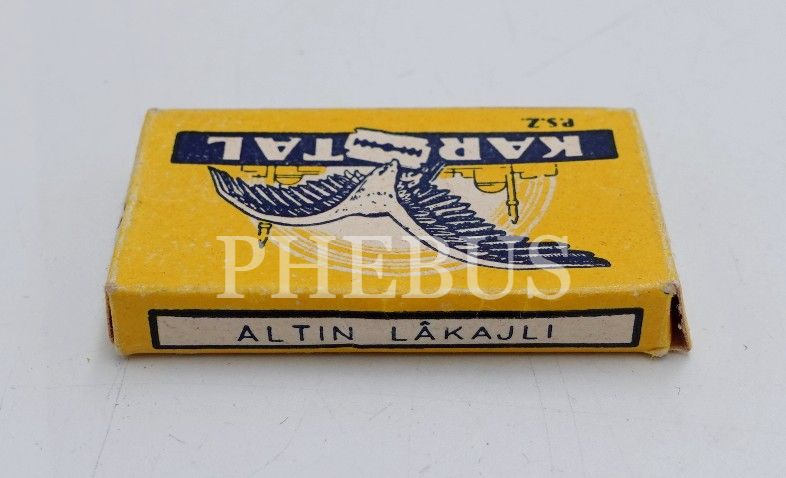 P.S.Z.
KARTAL
ALTIN LÂKAJLI
PHEBUS